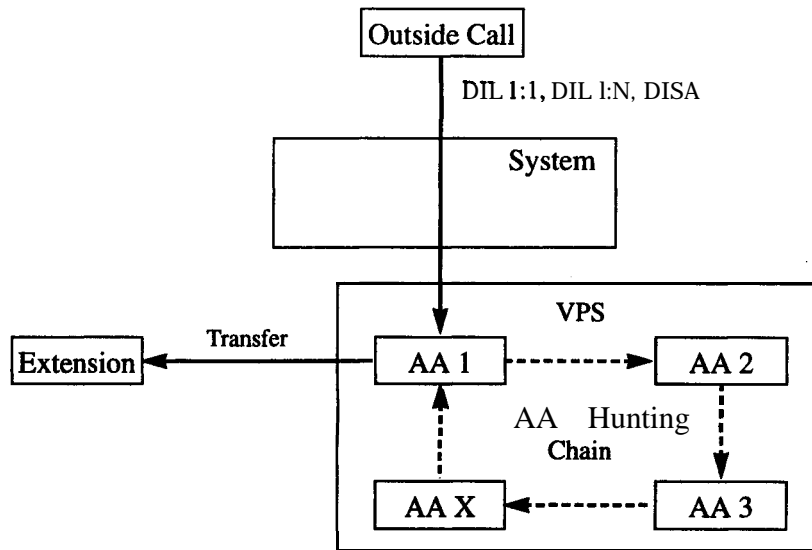 Outside Call
DIL 1:1, DIL l:N, DISA
System
VPS
Transfer
Extension
AA 1
AA 2
AA Hunting
Chain
AA X
AA 3